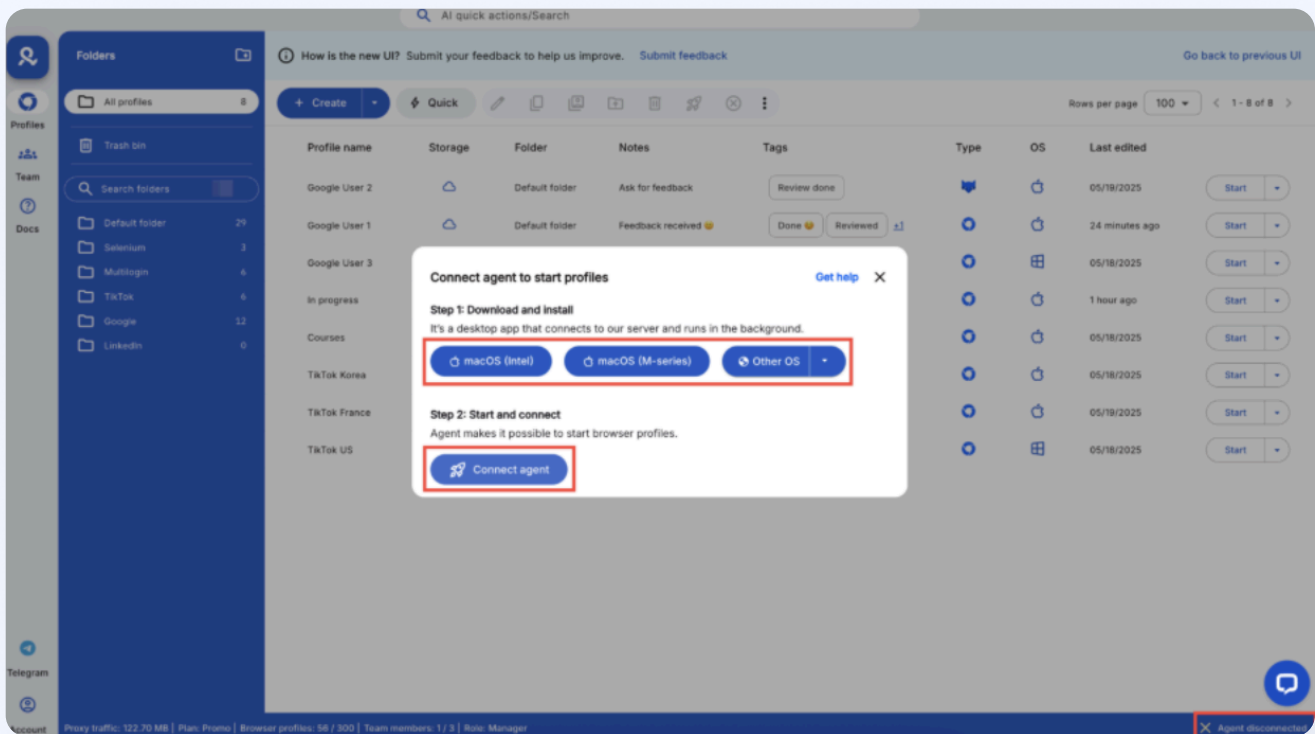 AI quick actions/Search
Folders
How is the new UI? Submit your feedback to help us improve. Submit feedback
Go back to previous UI
All profiles 8
+ Create
Quick
Rows per page 100
1 - 8 of 8
Profiles
Trash bin
Profile name Storage Folder Notes Tags Type OS Last edited
Team
Search folders
Google User 2 Default folder Ask for feedback Review done 05/19/2025 Start
Docs
Default folder 29
Google User 1 Default folder Feedback received 😊 Done 😊 Reviewed +1 24 minutes ago Start
Selenium 3
Google User 3 05/18/2025 Start
Multilogin 6
TikTok 6
In progress 1 hour ago Start
Google 12
Courses 05/18/2025 Start
LinkedIn 0
TikTok Korea 05/18/2025 Start
TikTok France 05/19/2025 Start
TikTok US 05/18/2025 Start
Connect agent to start profiles
Get help
Step 1: Download and install
It's a desktop app that connects to our server and runs in the background.
macOS (Intel)
macOS (M-series)
Other OS
Step 2: Start and connect
Agent makes it possible to start browser profiles.
Connect agent
Telegram
Account
Proxy traffic: 122.70 MB | Plan: Promo | Browser profiles: 56 / 300 | Team members: 1 / 3 | Role: Manager
Agent disconnected